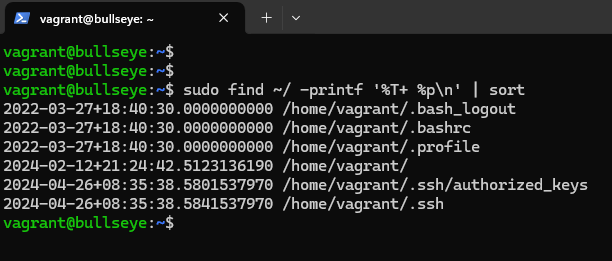 vagrant@bullseye: ~
vagrant@bullseye:~$
vagrant@bullseye:~$
vagrant@bullseye:~$ sudo find ~/ -printf '%T+ %p\n' | sort
2022-03-27+18:40:30.0000000000 /home/vagrant/.bash_logout
2022-03-27+18:40:30.0000000000 /home/vagrant/.bashrc
2022-03-27+18:40:30.0000000000 /home/vagrant/.profile
2024-02-12+21:24:42.5123136190 /home/vagrant/
2024-04-26+08:35:38.5801537970 /home/vagrant/.ssh/authorized_keys
2024-04-26+08:35:38.5841537970 /home/vagrant/.ssh
vagrant@bullseye:~$